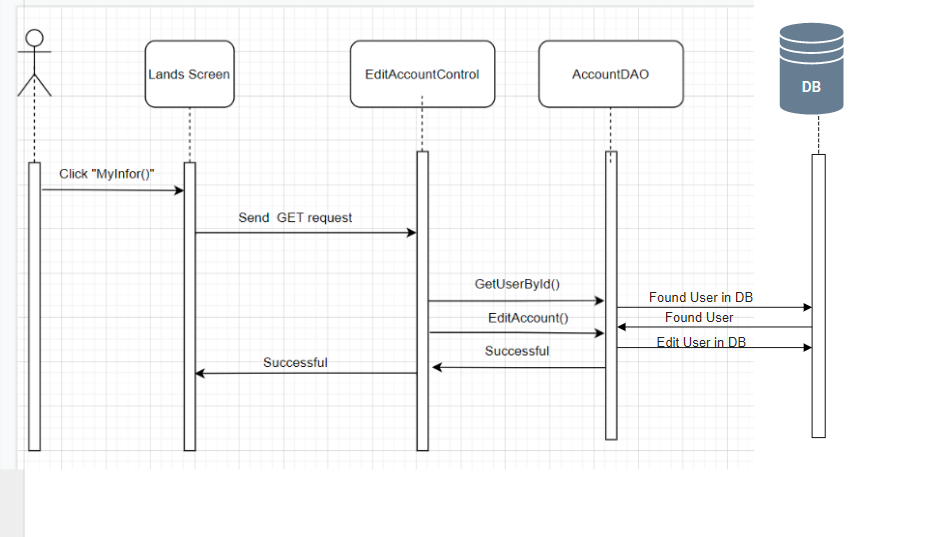 Lands Screen
EditAccountControl
AccountDAO
DB
Click "MyInfor()"
Send GET request
GetUserById()
Found User in DB
EditAccount()
Found User
Edit User in DB
Successful
Successful